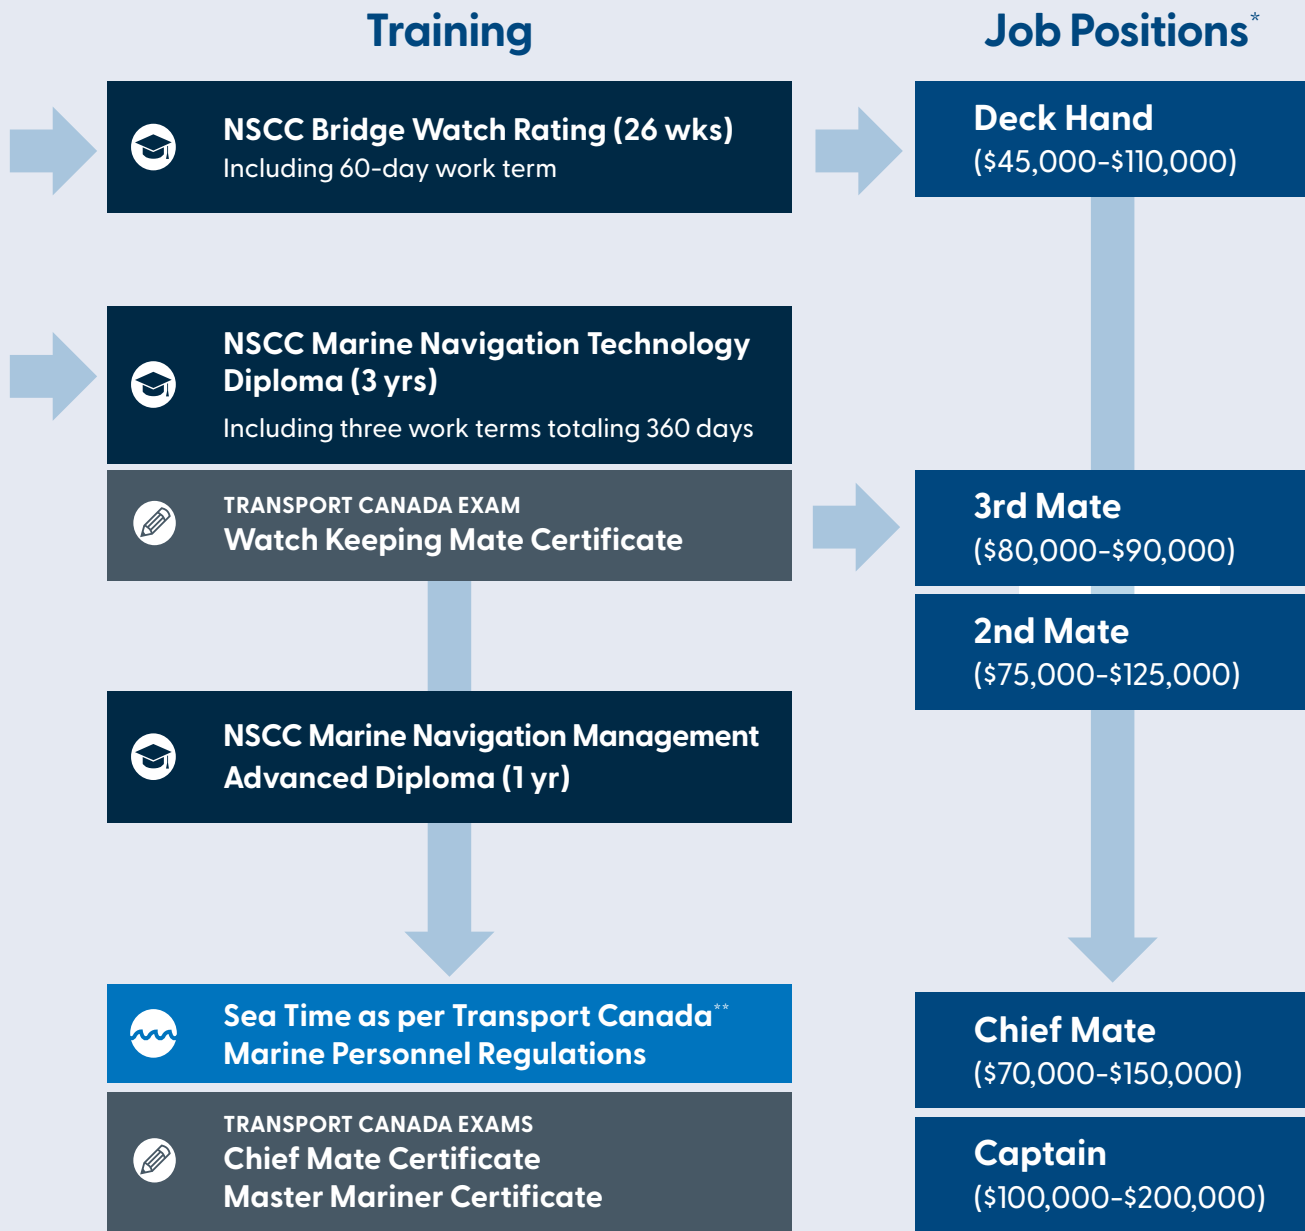 Training
Job Positions*
NSCC Bridge Watch Rating (26 wks)
Including 60-day work term
Deck Hand
($45,000-$110,000)
NSCC Marine Navigation Technology
Diploma (3 yrs)
Including three work terms totaling 360 days
TRANSPORT CANADA EXAM
Watch Keeping Mate Certificate
3rd Mate
($80,000-$90,000)
2nd Mate
($75,000-$125,000)
NSCC Marine Navigation Management
Advanced Diploma (1 yr)
Sea Time as per Transport Canada**
Marine Personnel Regulations
TRANSPORT CANADA EXAMS
Chief Mate Certificate
Master Mariner Certificate
Chief Mate
($70,000-$150,000)
Captain
($100,000-$200,000)